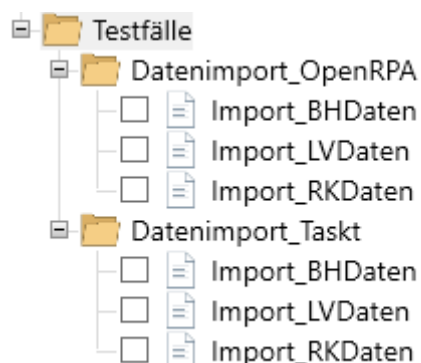 Testfälle
Datenimport_OpenRPA
Import_BHDaten
Import_LVDaten
Import_RKDaten
Datenimport_Taskt
Import_BHDaten
Import_LVDaten
Import_RKDaten